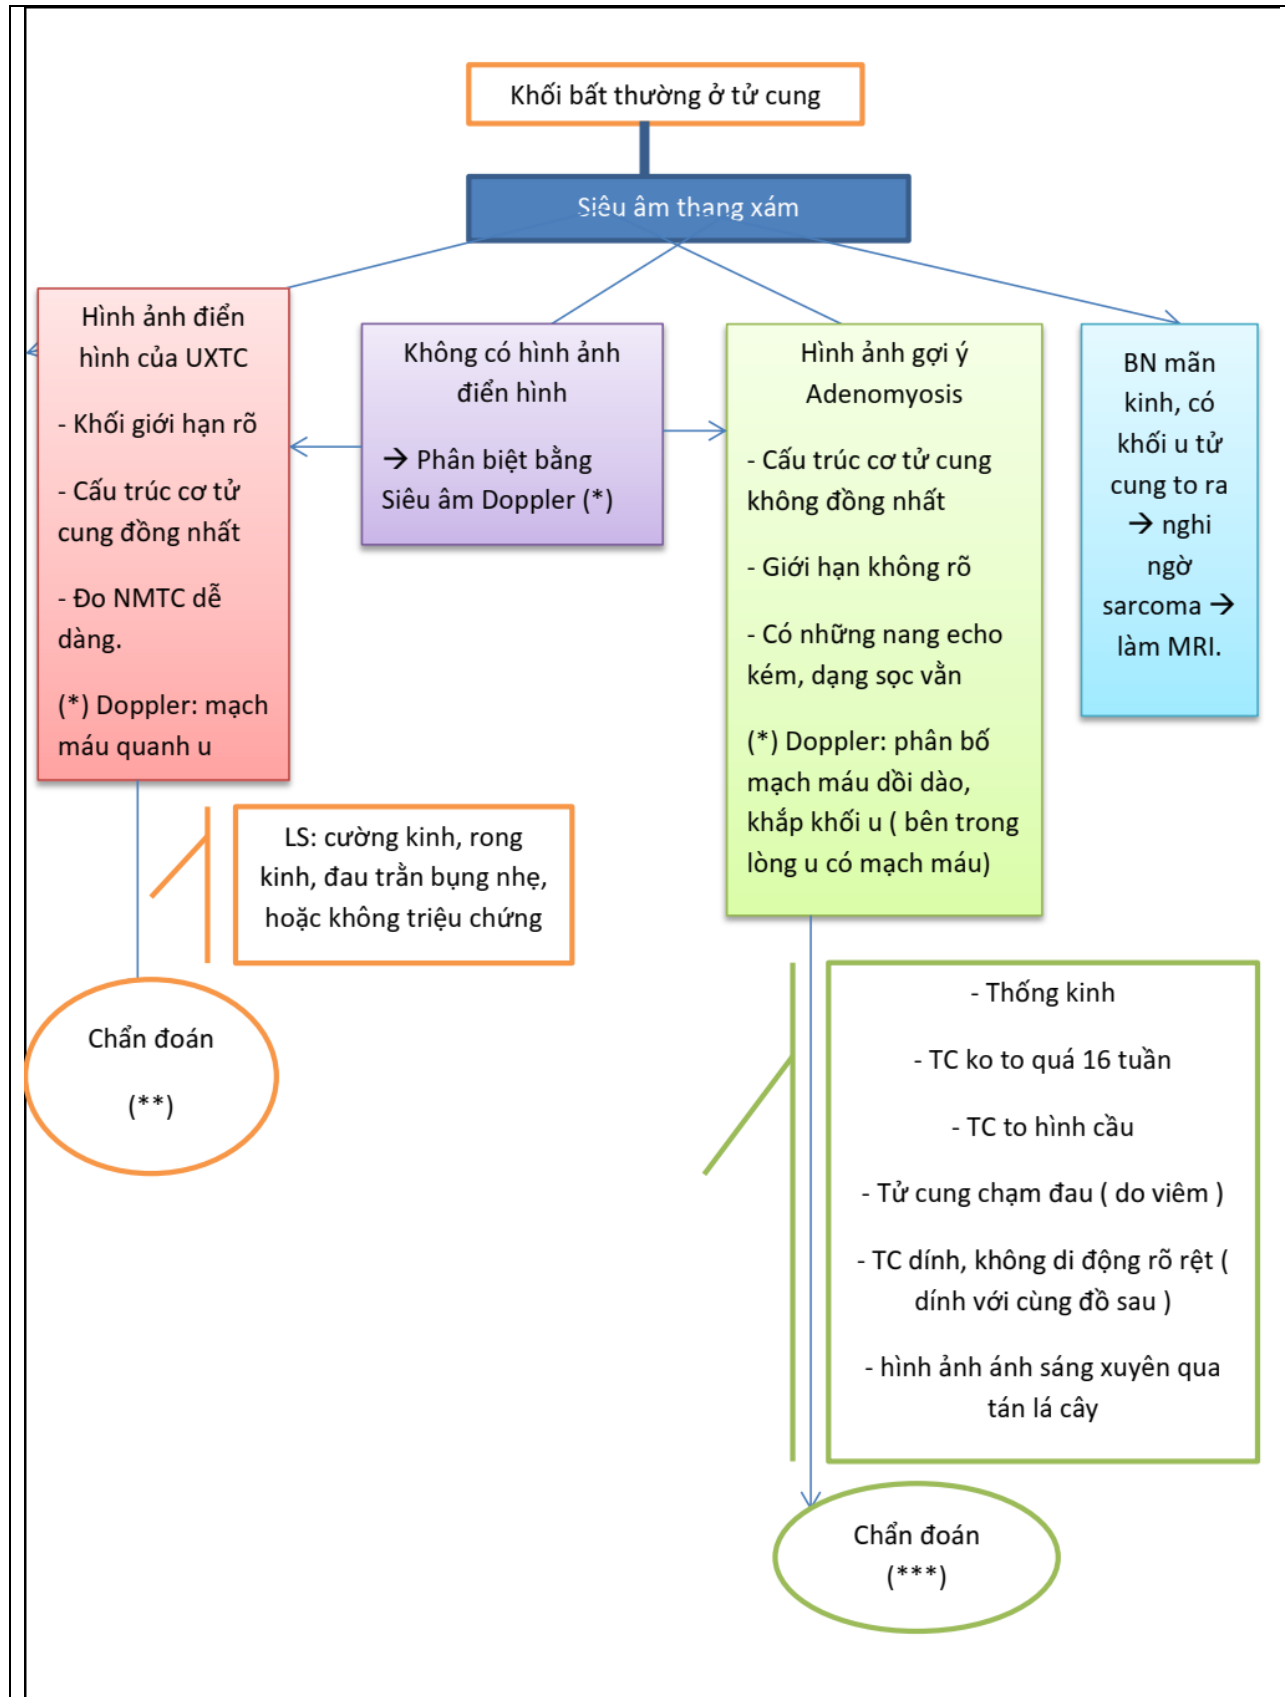 Khối bất thường ở tử cung
Siêu âm thang xám
Hình ảnh điển
hình của UXTC
- Khối giới hạn rõ
- Cấu trúc cơ tử
cung đồng nhất
- Đo NMTC dễ
dàng.
(*) Doppler: mạch
máu quanh u
Không có hình ảnh
điển hình
→ Phân biệt bằng
Siêu âm Doppler (*)
Hình ảnh gợi ý
Adenomyosis
- Cấu trúc cơ tử cung
không đồng nhất
- Giới hạn không rõ
- Có những nang echo
kém, dạng sọc vằn
(*) Doppler: phân bố
mạch máu dồi dào,
khắp khối u ( bên trong
lòng u có mạch máu)
BN mãn
kinh, có
khối u tử
cung to ra
→ nghi
ngờ
sarcoma →
làm MRI.
LS: cường kinh, rong
kinh, đau trằn bụng nhẹ,
hoặc không triệu chứng
Chẩn đoán
(**)
- Thống kinh
- TC ko to quá 16 tuần
- TC to hình cầu
- Tử cung chạm đau ( do viêm )
- TC dính, không di động rõ rệt (
dính với cùng đồ sau )
- hình ảnh ánh sáng xuyên qua
tán lá cây
Chẩn đoán
(***)